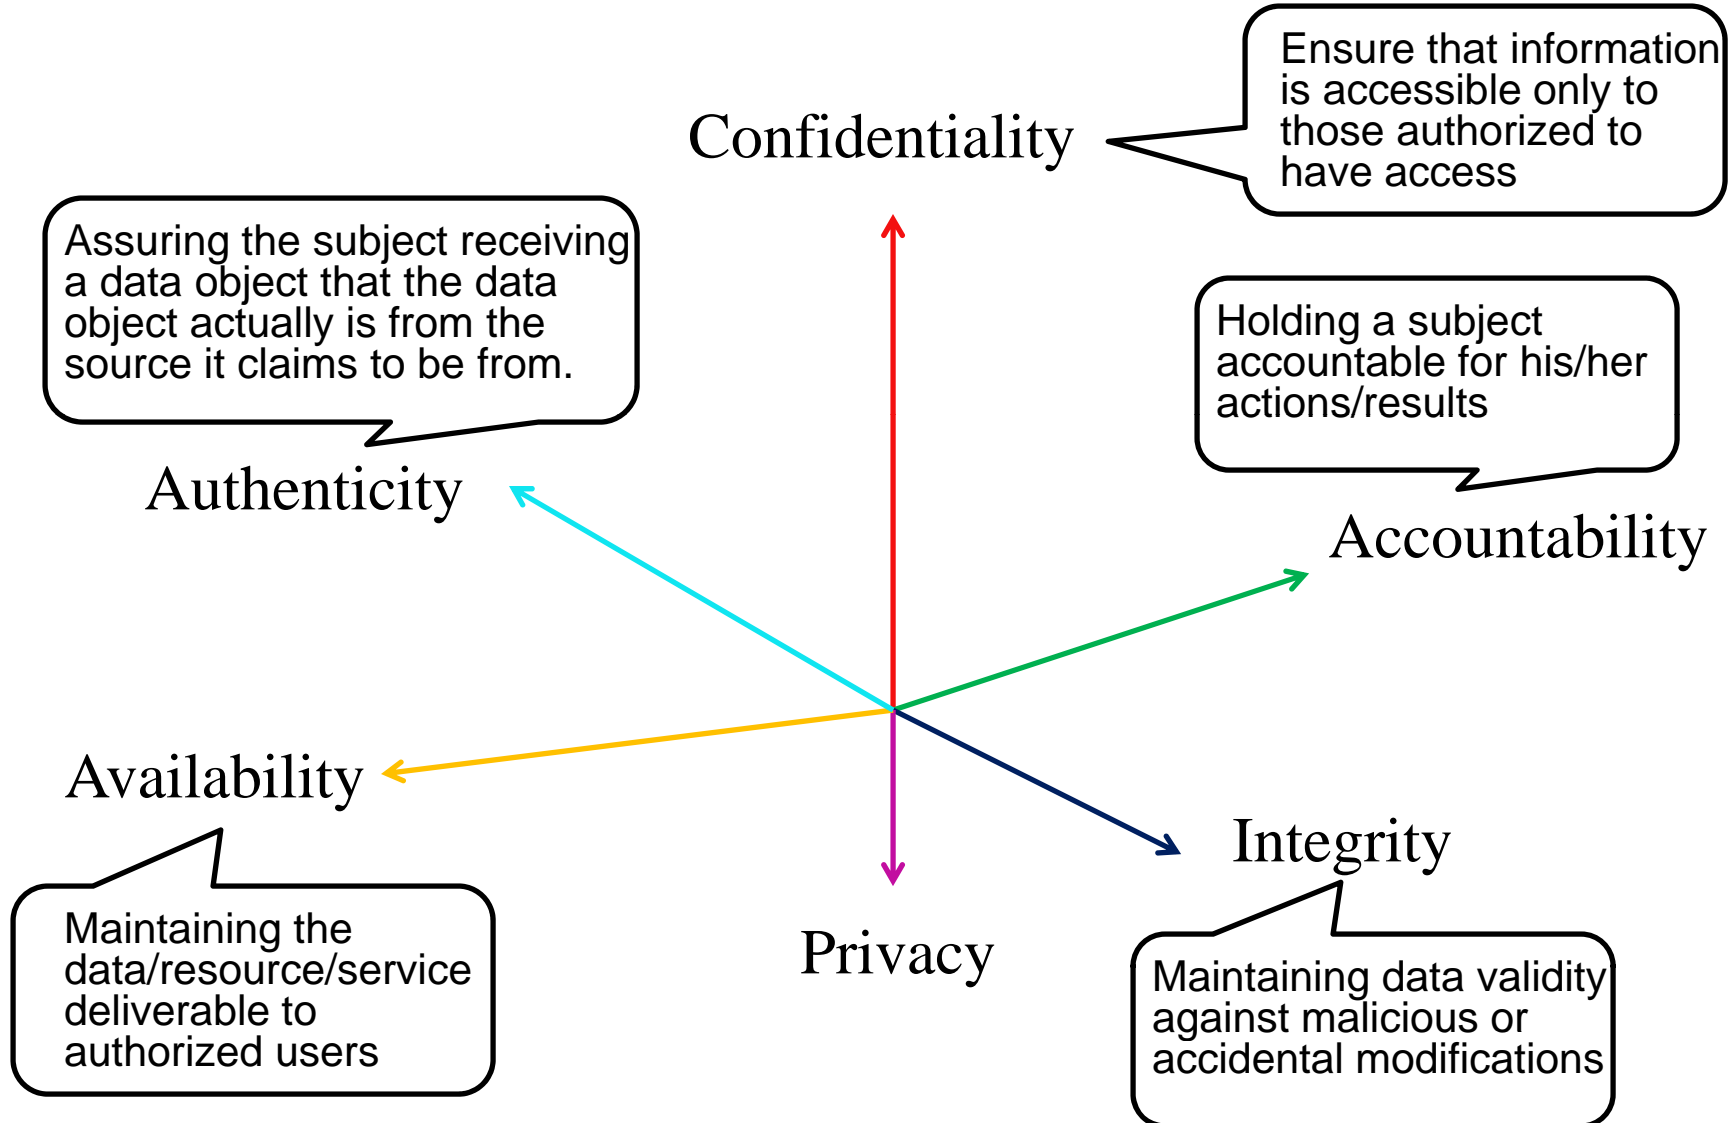 Confidentiality
Ensure that information
is accessible only to
those authorized to
have access
Assuring the subject receiving
a data object that the data
object actually is from the
source it claims to be from.
Authenticity
Holding a subject
accountable for his/her
actions/results
Accountability
Availability
Maintaining the
data/resource/service
deliverable to
authorized users
Privacy
Integrity
Maintaining data validity
against malicious or
accidental modifications